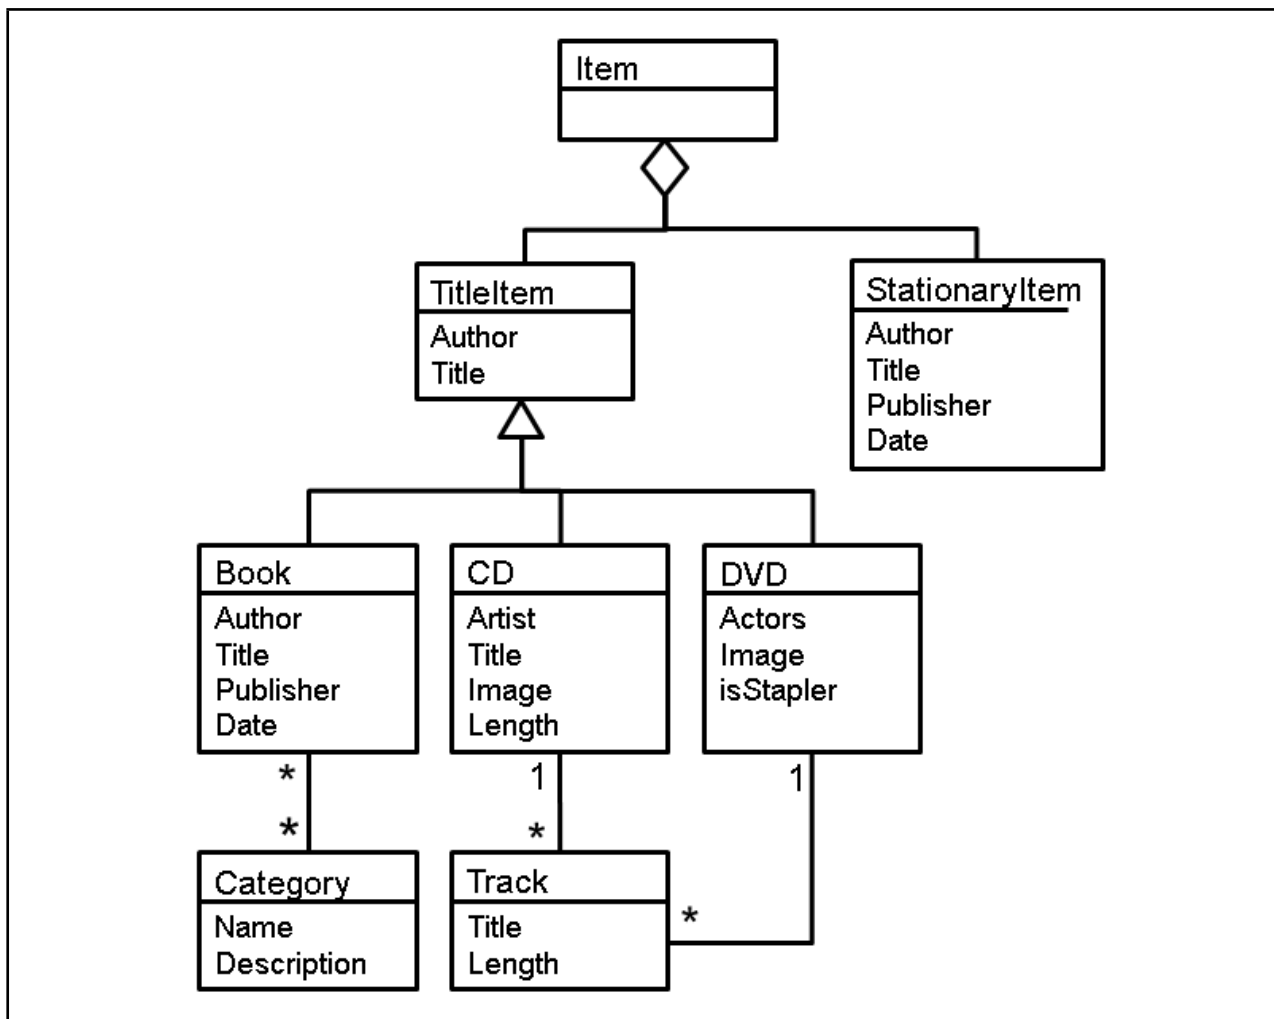 Item
TitleItem
Author
Title
StationaryItem
Author
Title
Publisher
Date
Book
Author
Title
Publisher
Date
CD
Artist
Title
Image
Length
DVD
Actors
Image
isStapler
*
1
1
*
*
Category
Name
Description
Track
Title
Length
*